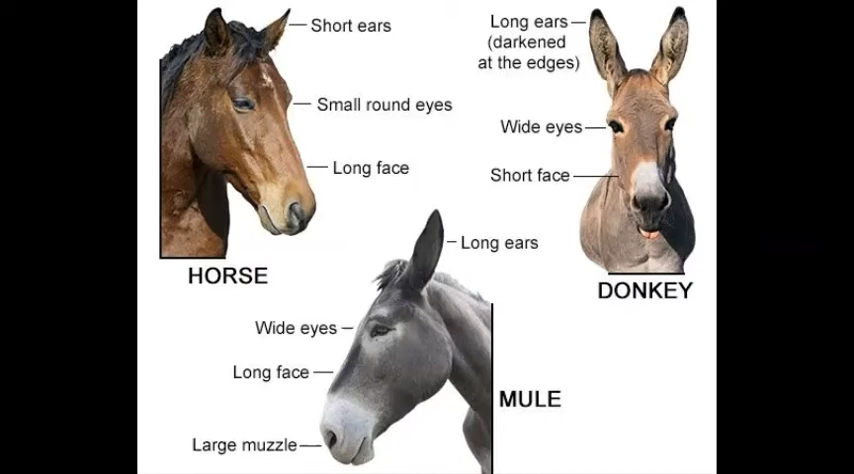 Short ears
Small round eyes
Long face
HORSE
Long ears
(darkened
at the edges)
Wide eyes
Short face
DONKEY
Long ears
Wide eyes
Long face
Large muzzle
MULE